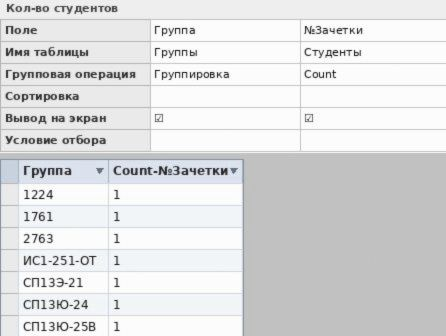 Кол-во студентов
Поле Группа №Зачетки
Имя таблицы Группы Студенты
Групповая операция Группировка Count
Сортировка
Вывод на экран ☑ ☑
Условие отбора
Группа Count-№Зачетки
1224 1
1761 1
2763 1
ИС1-251-ОТ 1
СП13Э-21 1
СП13Ю-24 1
СП13Ю-25В 1